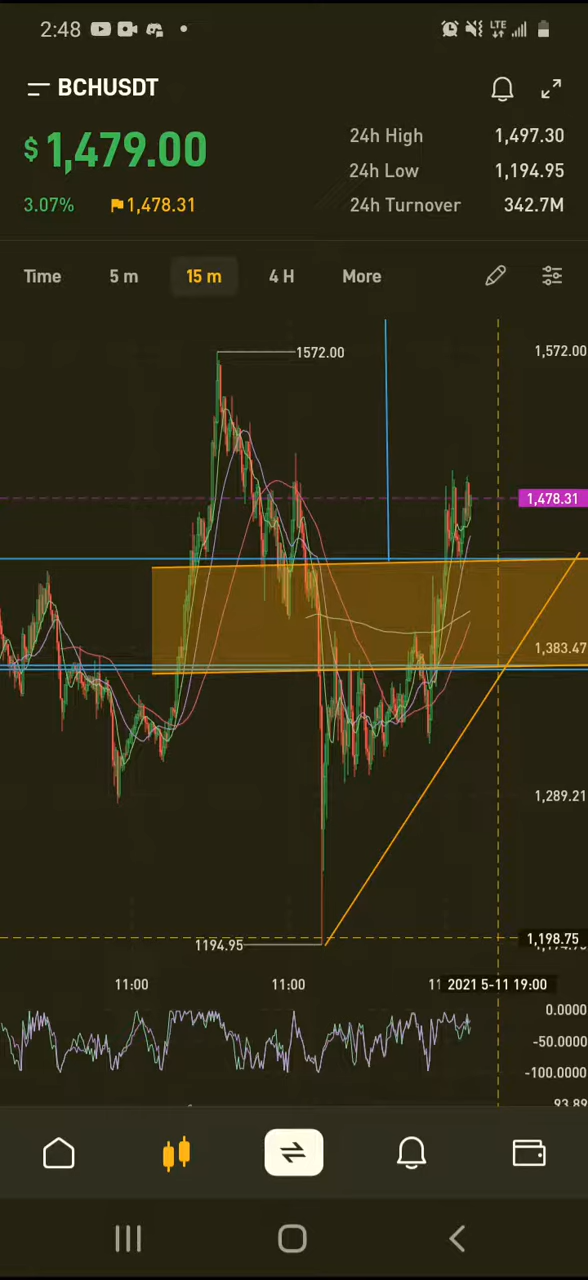 2:48 LTE
BCHUSDT
$ 1,479.00
3.07% 1,478.31
24h High 1,497.30
24h Low 1,194.95
24h Turnover 342.7M
Time 5 m 15 m 4 H More
1572.00 1,572.00
1,478.31
1,383.47
1,289.21
1,198.75
1194.95
11:00 11:00 11 2021 5-11 19:00
0.0000
-50.0000
-100.0000
93.89